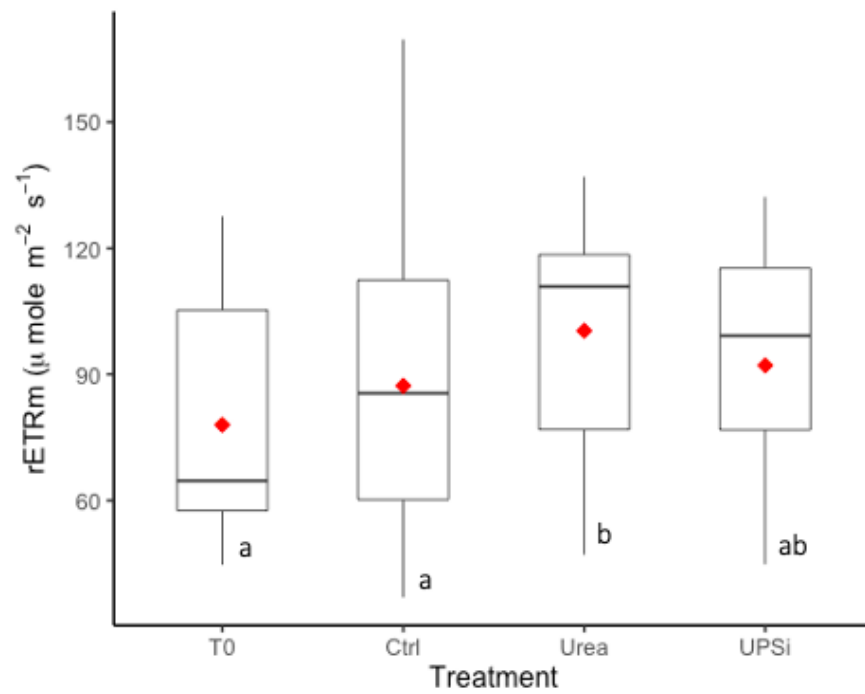 rETRm (μ mole m⁻² s⁻¹)
150
120
90
60
a
a
b
ab
T0
Ctrl
Urea
UPSi
Treatment